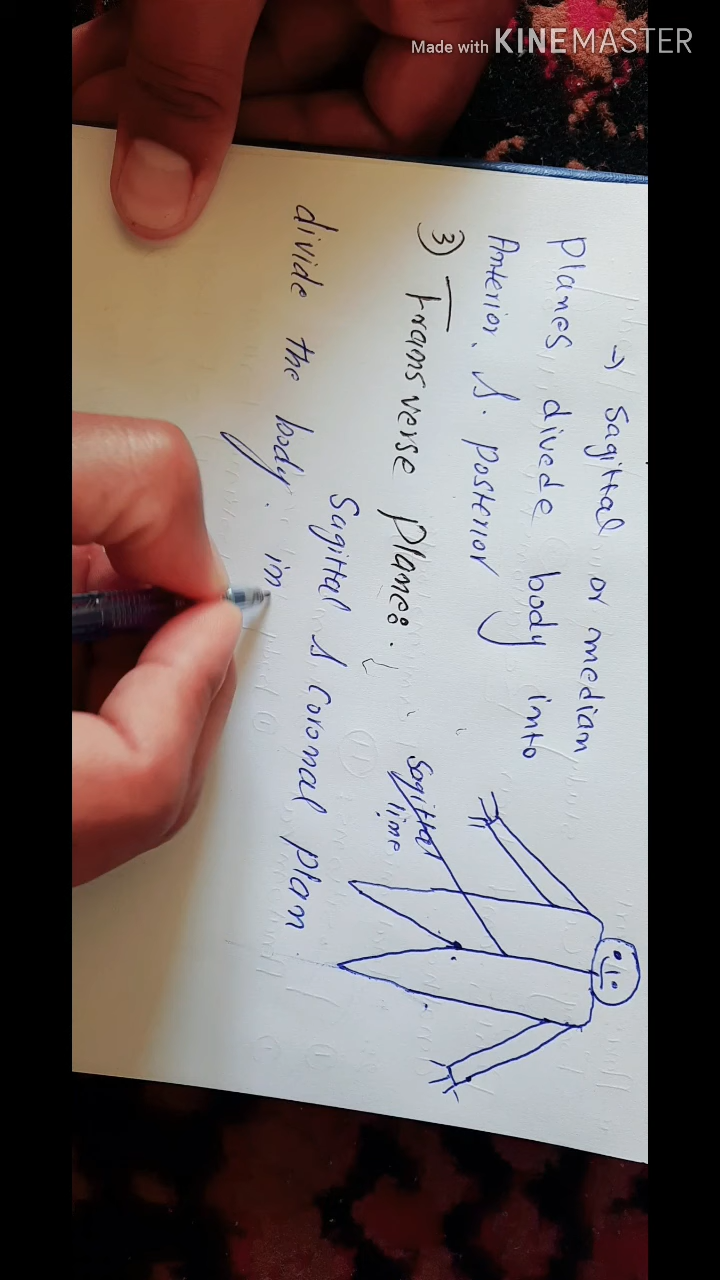 Made with KINEMASTER
→ sagittal or median
planes, divede body into
Anterior & posterior
3) Transverse plane:
Sagittal & Coronal plan.
divide the body. in
sagittal
line